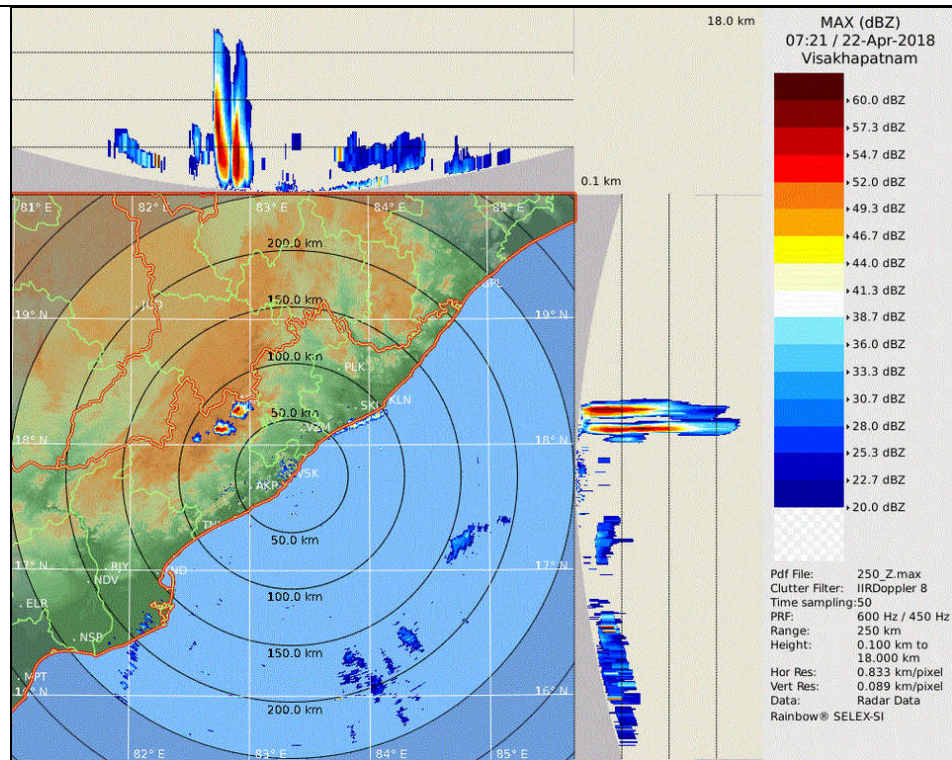 18.0 km
MAX (dBZ)
07:21 / 22-Apr-2018
Visakhapatnam
60.0 dBZ
57.3 dBZ
54.7 dBZ
52.0 dBZ
49.3 dBZ
46.7 dBZ
44.0 dBZ
41.3 dBZ
38.7 dBZ
36.0 dBZ
33.3 dBZ
30.7 dBZ
28.0 dBZ
25.3 dBZ
22.7 dBZ
20.0 dBZ
0.1 km
81° E 82° E 83° E 84° E 85° E
200.0 km
150.0 km
19° N 19° N
100.0 km
PLK
50.0 km
SKL KLN
VZM
18° N 18° N
VSK
AKP
TNI
50.0 km
17° N 17° N
RJY
NDV
100.0 km
ELR
NSP
150.0 km
MPT
16° N
200.0 km
82° E 83° E 84° E 85° E
Pdf File: 250_Z.max
Clutter Filter: IIRDoppler 8
Time sampling:50
PRF: 600 Hz / 450 Hz
Range: 250 km
Height: 0.100 km to
18.000 km
Hor Res: 0.833 km/pixel
Vert Res: 0.089 km/pixel
Data: Radar Data
Rainbow® SELEX-SI